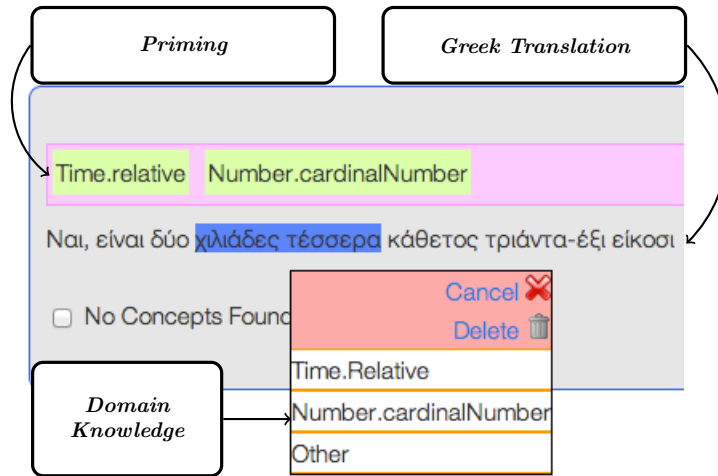 Priming
Greek Translation
Time.relative Number.cardinalNumber
Ναι, είναι δύο χιλιάδες τέσσερα κάθετος τριάντα-έξι είκοσι
No Concepts Found
Cancel
Delete
Time.Relative
Number.cardinalNumber
Other
Domain
Knowledge